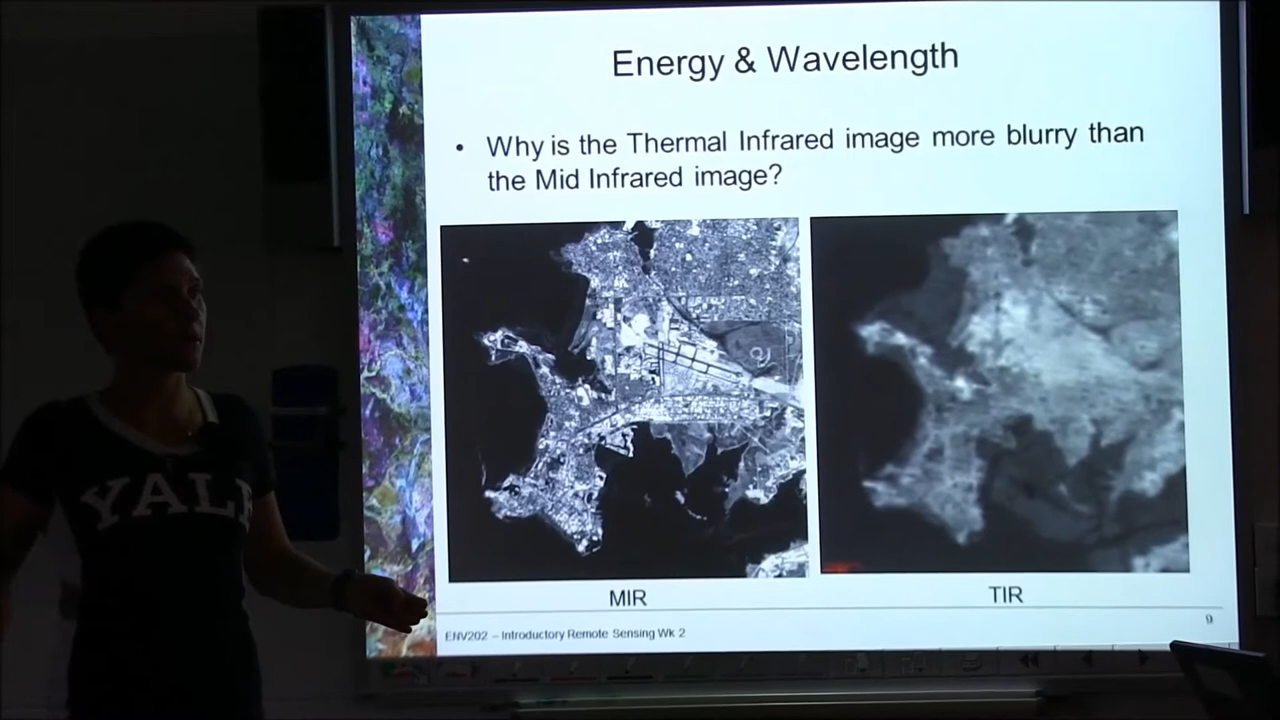 Energy & Wavelength
• Why is the Thermal Infrared image more blurry than
the Mid Infrared image?
MIR
TIR
ENV202 – Introductory Remote Sensing Wk 2
9
YALE